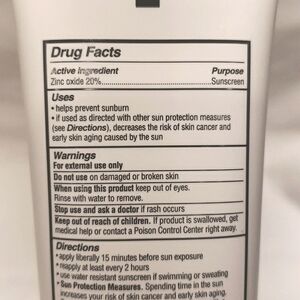 Drug Facts
Active Ingredient Purpose
Zinc oxide 20%................................Sunscreen
Uses
• helps prevent sunburn
• if used as directed with other sun protection measures
(see Directions), decreases the risk of skin cancer and
early skin aging caused by the sun
Warnings
For external use only
Do not use on damaged or broken skin
When using this product keep out of eyes.
Rinse with water to remove.
Stop use and ask a doctor if rash occurs
Keep out of reach of children. If product is swallowed, get
medical help or contact a Poison Control Center right away.
Directions
• apply liberally 15 minutes before sun exposure
• reapply at least every 2 hours
• use water resistant sunscreen if swimming or sweating
• Sun Protection Measures. Spending time in the sun
increases your risk of skin cancer and early skin aging.